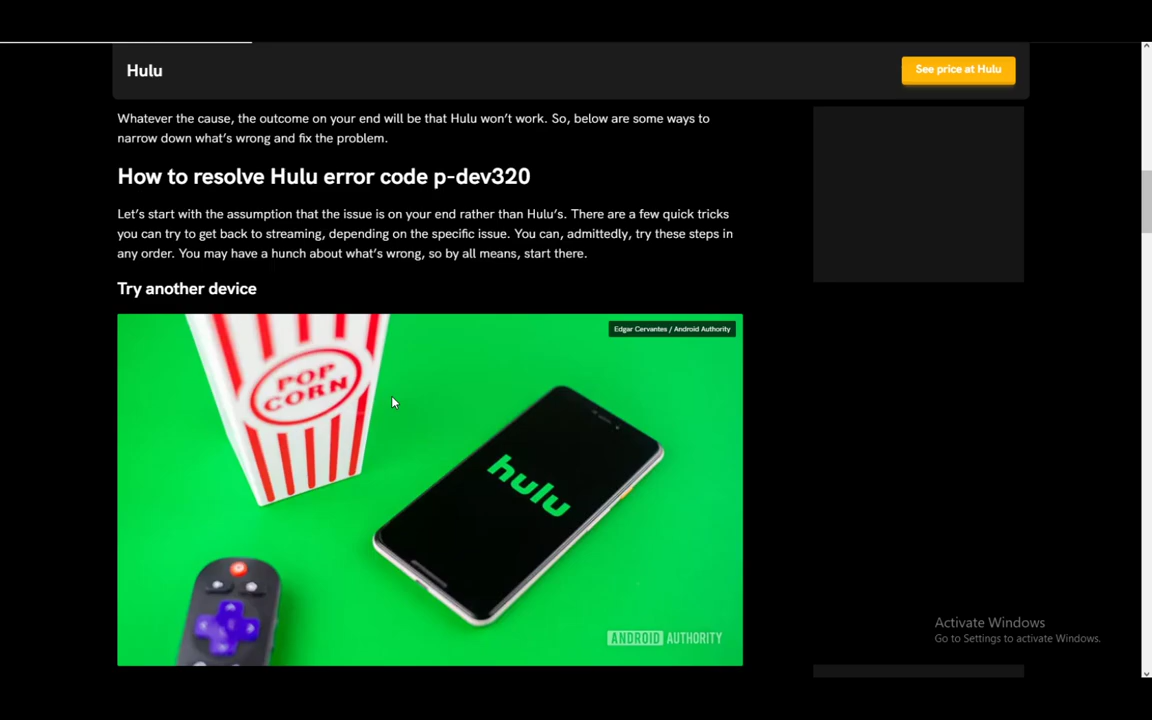 Hulu
See price at Hulu
Whatever the cause, the outcome on your end will be that Hulu won't work. So, below are some ways to
narrow down what's wrong and fix the problem.
How to resolve Hulu error code p-dev320
Let's start with the assumption that the issue is on your end rather than Hulu's. There are a few quick tricks
you can try to get back to streaming, depending on the specific issue. You can, admittedly, try these steps in
any order. You may have a hunch about what's wrong, so by all means, start there.
Try another device
Edgar Cervantes / Android Authority
POP
CORN
hulu
ANDROID AUTHORITY
Activate Windows
Go to Settings to activate Windows.